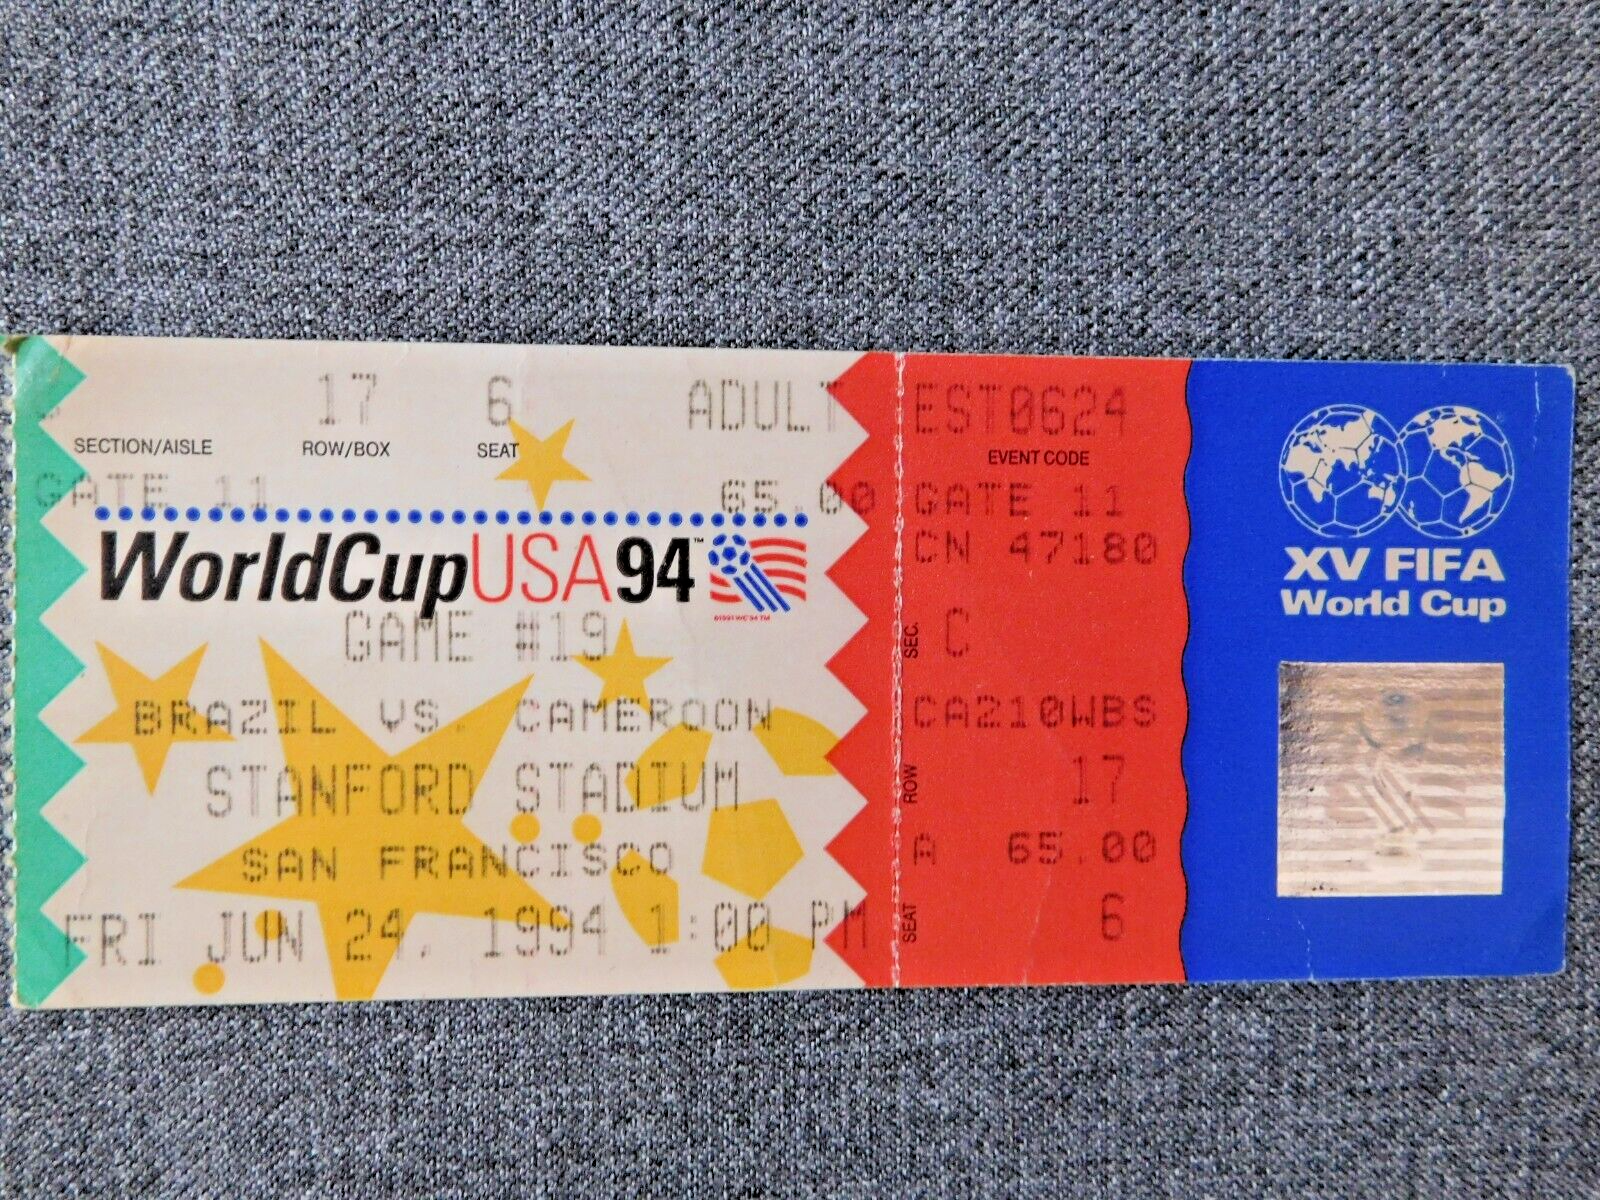 17 6 ADULT
SECTION/AISLE ROW/BOX SEAT
GATE 11 65.00
WorldCupUSA94™
GAME #19
BRAZIL VS. CAMEROON
STANFORD STADIUM
SAN FRANCISCO
FRI JUN 24, 1994 1:00 PM
EST0624
EVENT CODE
GATE 11
CN 47180
SEC. C
CA210WBS
ROW 17
A 65.00
SEAT 6
XV FIFA
World Cup